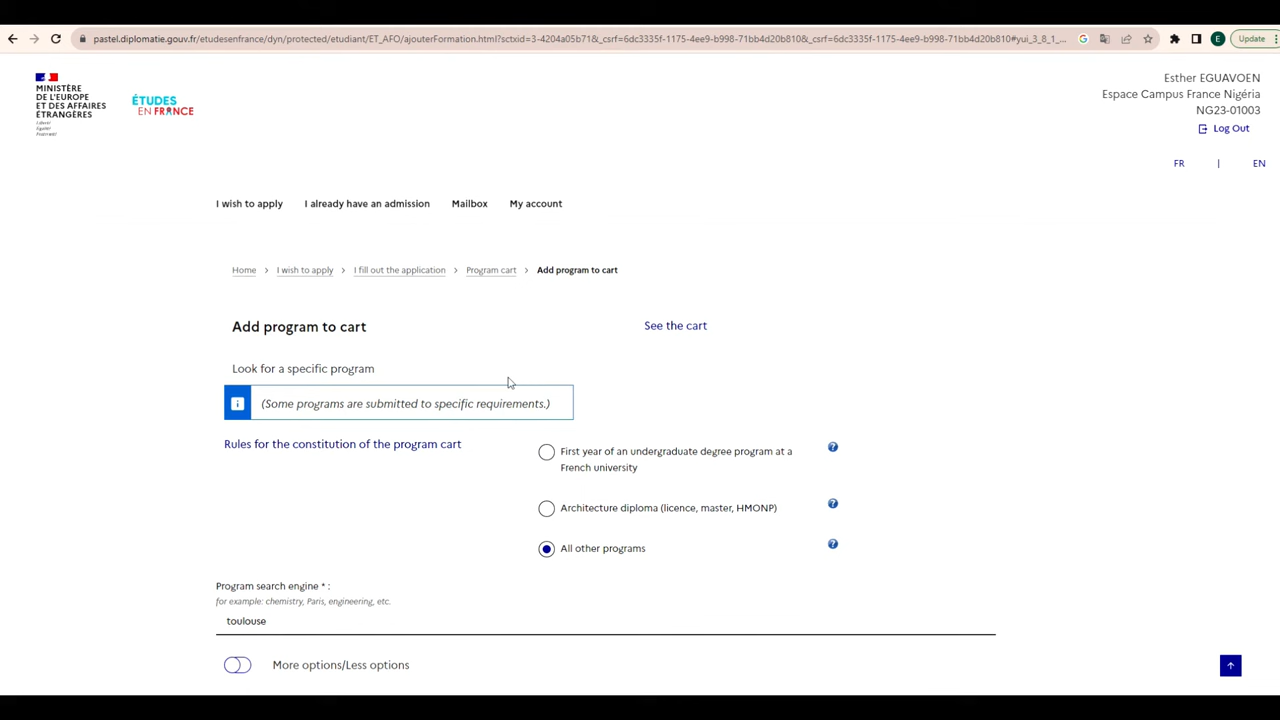 pastel.diplomatie.gouv.fr/etudesenfrance/dyn/protected/etudiant/ET_AFO/ajouterFormation.html?sctxid=3-4204a05b71&_csrf=6dc3335f-1175-4ee9-b998-71bb4d20b810&_csrf=6dc3335f-1175-4ee9-b998-71bb4d20b810#yui_3_8_1_...
E
Update
MINISTÈRE
DE L'EUROPE
ET DES AFFAIRES
ÉTRANGÈRES
Liberté
Égalité
Fraternité
ÉTUDES
EN FRANCE
Esther EGUAVOEN
Espace Campus France Nigéria
NG23-01003
Log Out
FR | EN
I wish to apply I already have an admission Mailbox My account
Home > I wish to apply > I fill out the application > Program cart > Add program to cart
Add program to cart
See the cart
Look for a specific program
i (Some programs are submitted to specific requirements.)
Rules for the constitution of the program cart
First year of an undergraduate degree program at a
French university
?
Architecture diploma (licence, master, HMONP)
?
All other programs
?
Program search engine * :
for example: chemistry, Paris, engineering, etc.
toulouse
More options/Less options